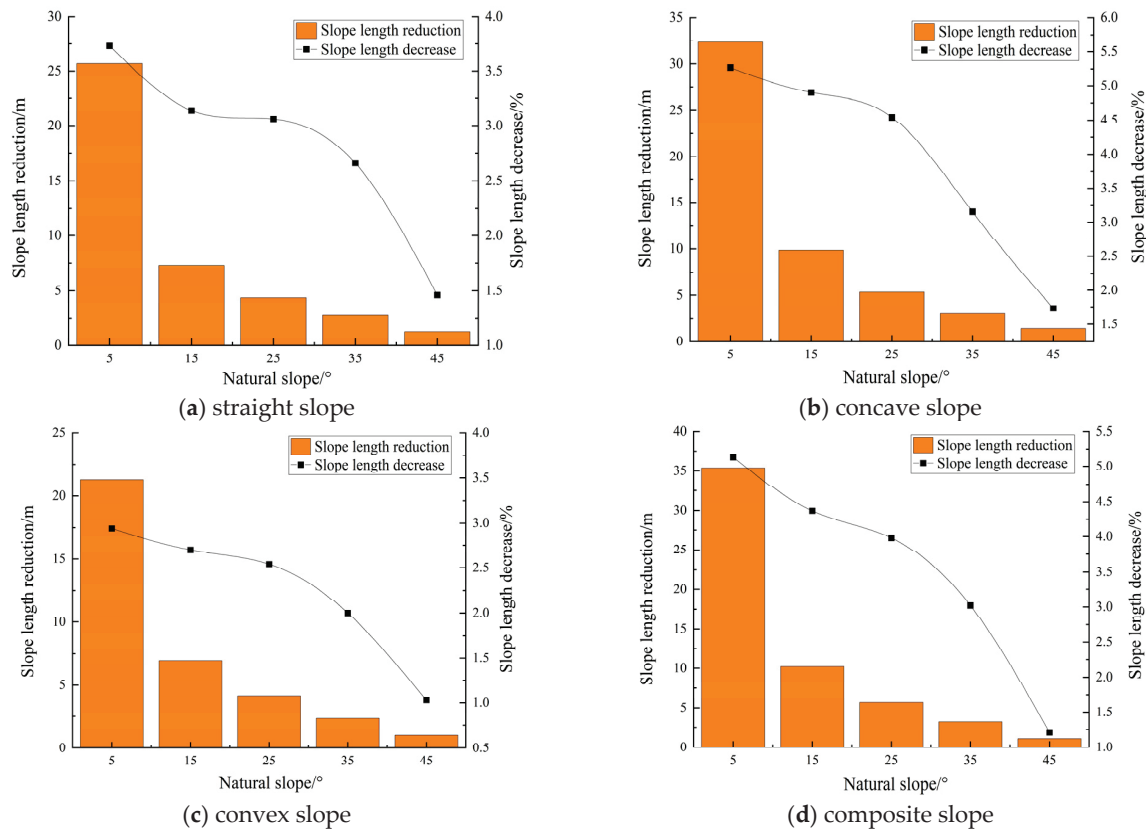 30
25
20
15
10
5
0
Slope length reduction/m
Slope length reduction
Slope length decrease
4.0
3.5
3.0
2.5
2.0
1.5
1.0
Slope length decrease/%
5 15 25 35 45
Natural slope/°
(a) straight slope
35
30
25
20
15
10
5
0
Slope length reduction/m
Slope length reduction
Slope length decrease
6.0
5.5
5.0
4.5
4.0
3.5
3.0
2.5
2.0
1.5
Slope length decrease/%
5 15 25 35 45
Natural slope/°
(b) concave slope
25
20
15
10
5
0
Slope length reduction/m
Slope length reduction
Slope length decrease
4.0
3.5
3.0
2.5
2.0
1.5
1.0
0.5
Slope length decrease/%
5 15 25 35 45
Natural slope/°
(c) convex slope
40
35
30
25
20
15
10
5
0
Slope length reduction/m
Slope length reduction
Slope length decrease
5.5
5.0
4.5
4.0
3.5
3.0
2.5
2.0
1.5
1.0
Slope length decrease/%
5 15 25 35 45
Natural slope/°
(d) composite slope